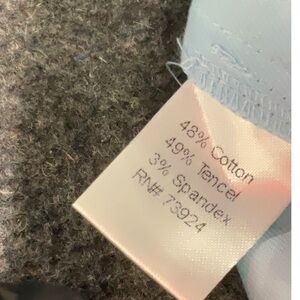 48% Cotton
49% Tencel
3% Spandex
RN#: 73924